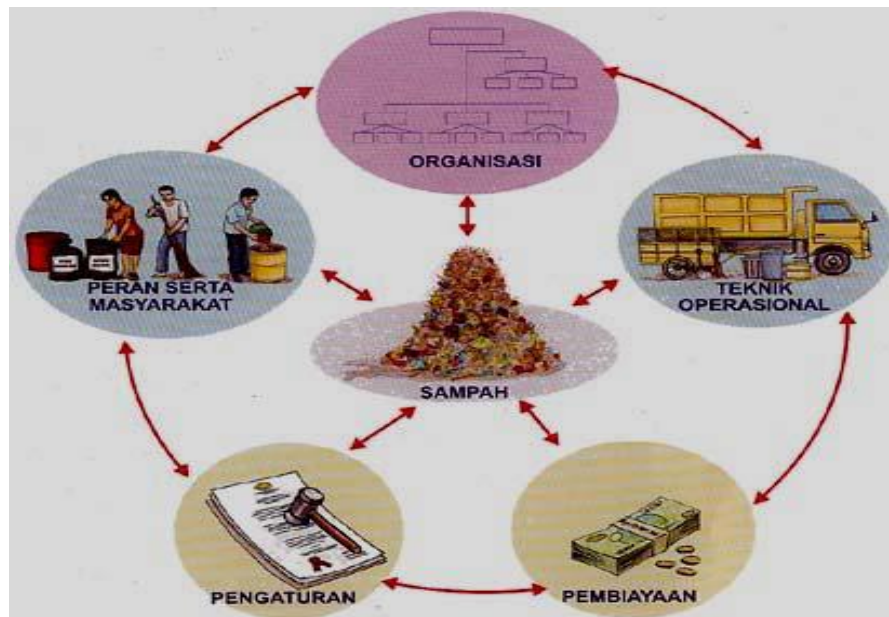 ORGANISASI
PERAN SERTA
MASYARAKAT
TEKNIK
OPERASIONAL
SAMPAH
PENGATURAN
PEMBIAYAAN